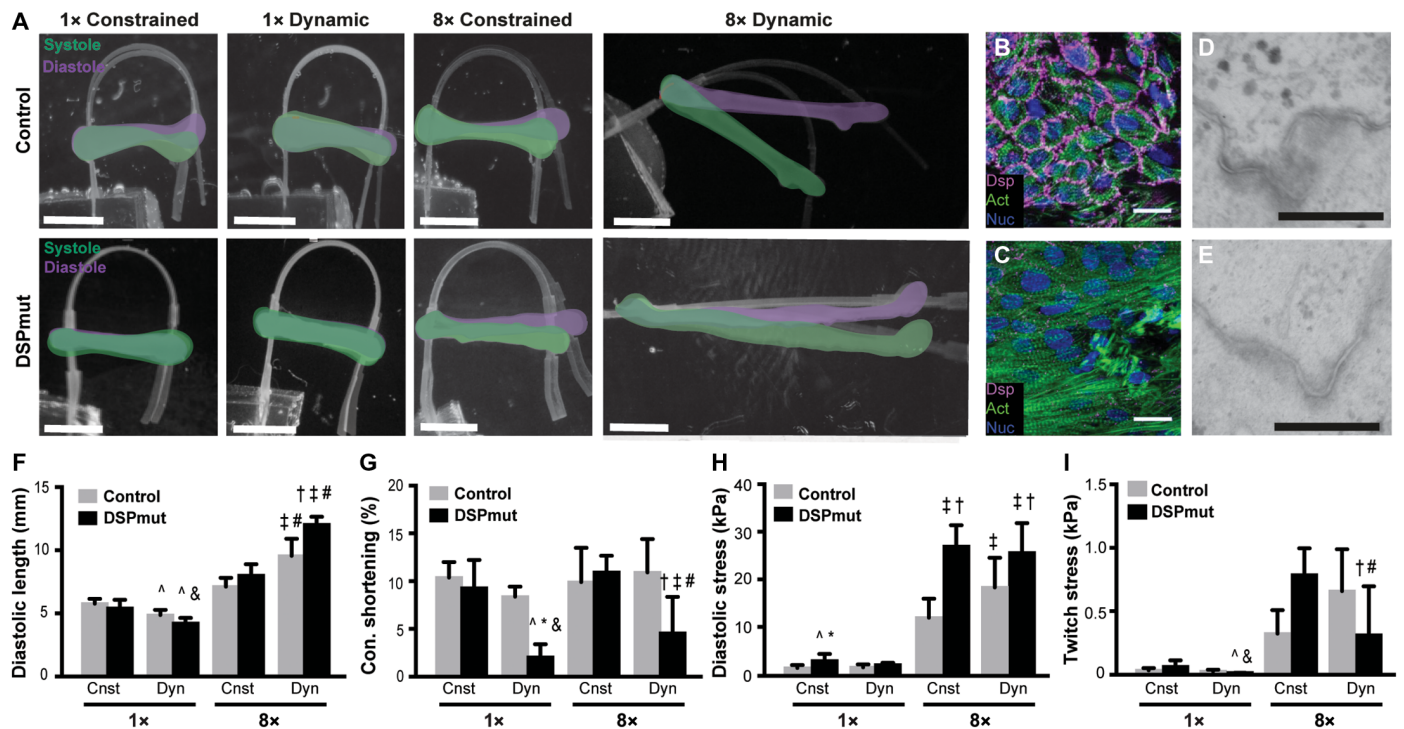 A
1× Constrained
1× Dynamic
8× Constrained
8× Dynamic
Control
Systole
Diastole
DSPmut
Systole
Diastole
B
Dsp
Act
Nuc
C
Dsp
Act
Nuc
D
E
F
Diastolic length (mm)
15
10
5
0
Control
DSPmut
^
^ &
‡ #
† ‡ #
Cnst
Dyn
Cnst
Dyn
1×
8×
G
Con. shortening (%)
20
15
10
5
0
Control
DSPmut
^ * &
† ‡ #
Cnst
Dyn
Cnst
Dyn
1×
8×
H
Diastolic stress (kPa)
40
30
20
10
0
Control
DSPmut
^ *
‡ †
‡
‡ †
Cnst
Dyn
Cnst
Dyn
1×
8×
I
Twitch stress (kPa)
1.5
1.0
0.5
0
Control
DSPmut
^ &
† #
Cnst
Dyn
Cnst
Dyn
1×
8×